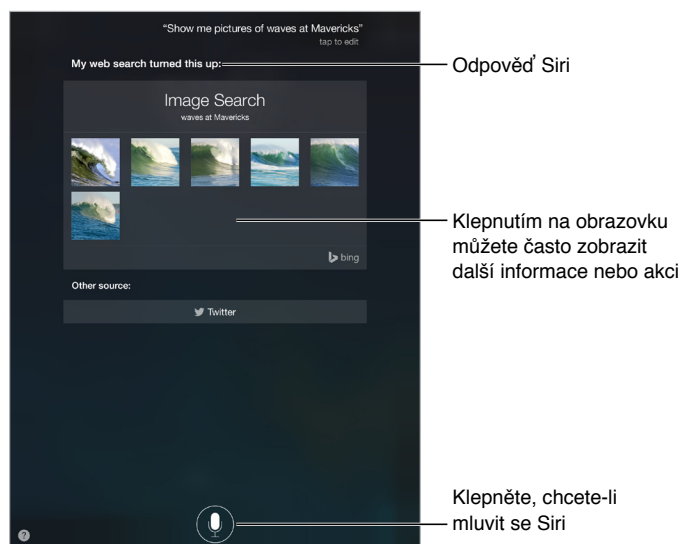 “Show me pictures of waves at Mavericks”
tap to edit
My web search turned this up:
Odpověď Siri
Image Search
waves at Mavericks
Klepnutím na obrazovku
můžete často zobrazit
další informace nebo akci
bing
Other source:
Twitter
Klepněte, chcete-li
mluvit se Siri
?